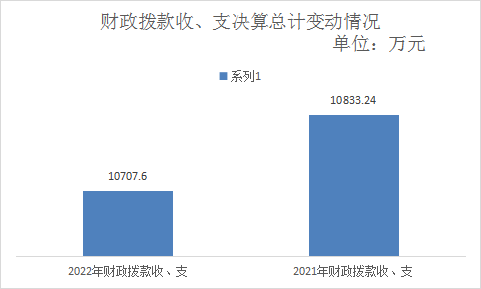 财政拨款收、支决算总计变动情况
单位：万元
系列1
10833.24
10707.6
2022年财政拨款收、支
2021年财政拨款收、支